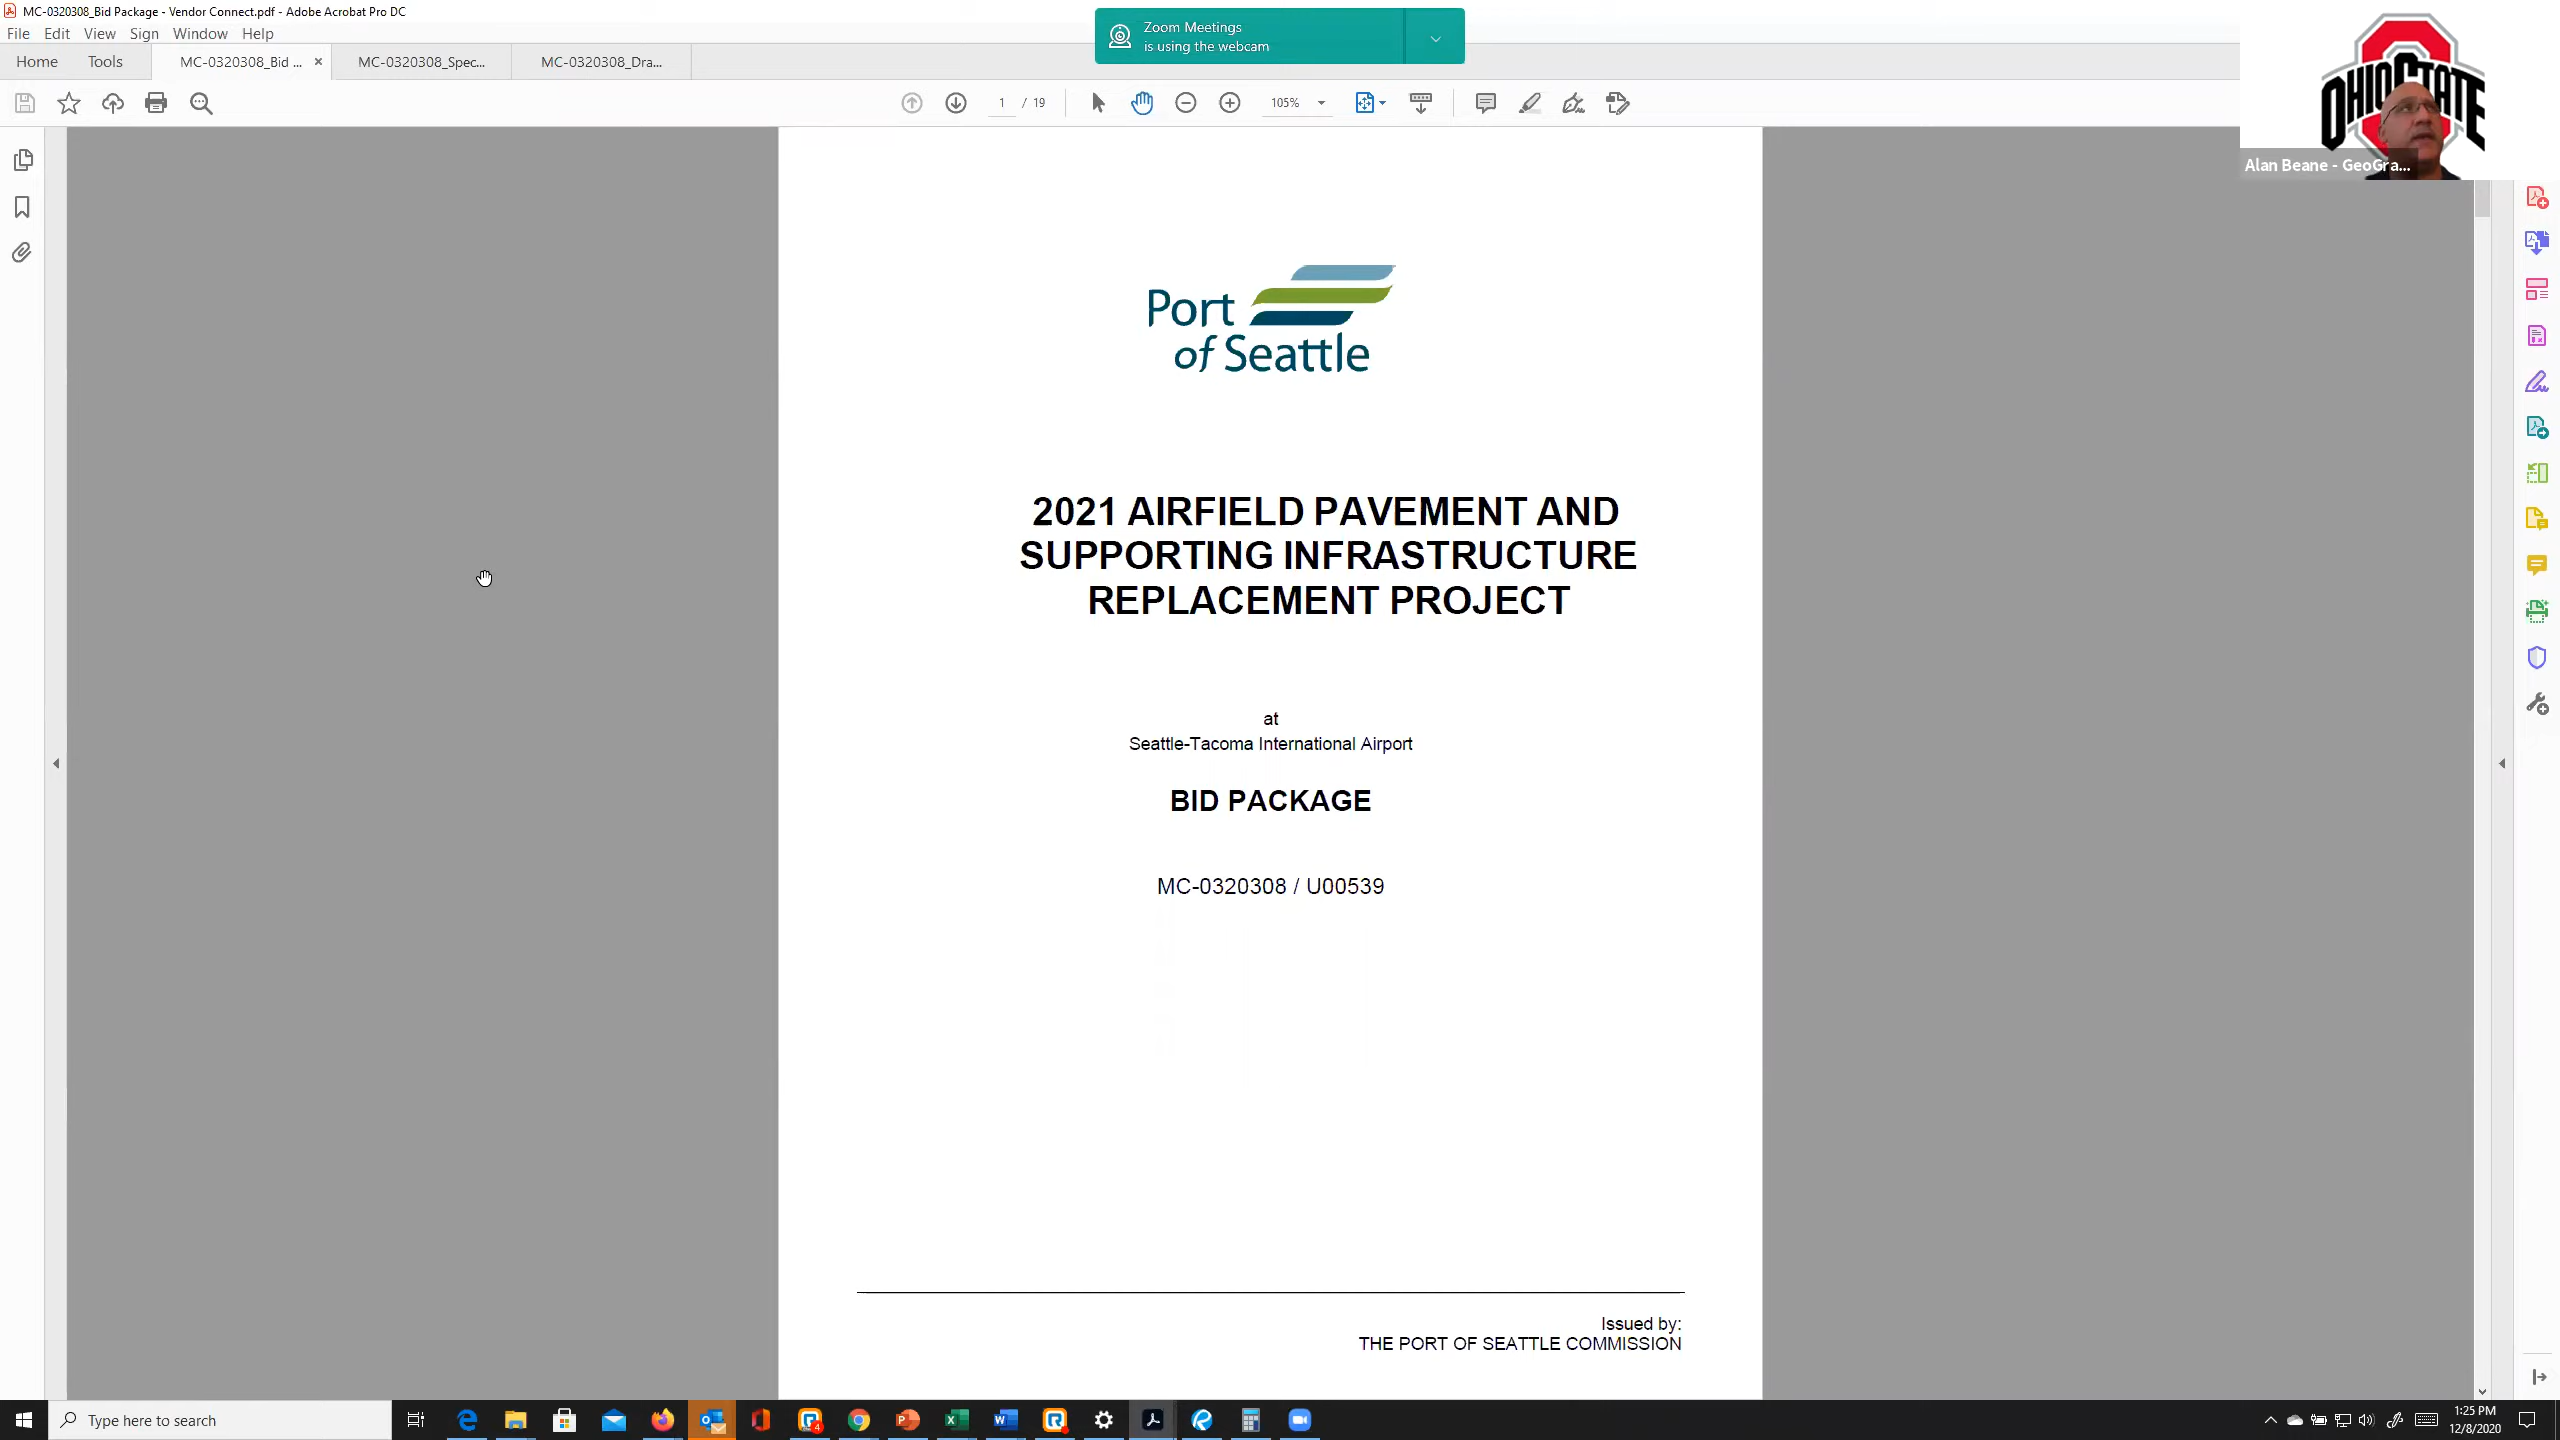 MC-0320308_Bid Package - Vendor Connect.pdf - Adobe Acrobat Pro DC
File Edit View Sign Window Help
Home Tools MC-0320308_Bid ... × MC-0320308_Spec... MC-0320308_Dra...
Zoom Meetings
is using the webcam
1 / 19 105%
OHIO STATE
Alan Beane - GeoGra...
Port
of Seattle
2021 AIRFIELD PAVEMENT AND
SUPPORTING INFRASTRUCTURE
REPLACEMENT PROJECT
at
Seattle-Tacoma International Airport
BID PACKAGE
MC-0320308 / U00539
Issued by:
THE PORT OF SEATTLE COMMISSION
Type here to search
4
1:25 PM
12/8/2020